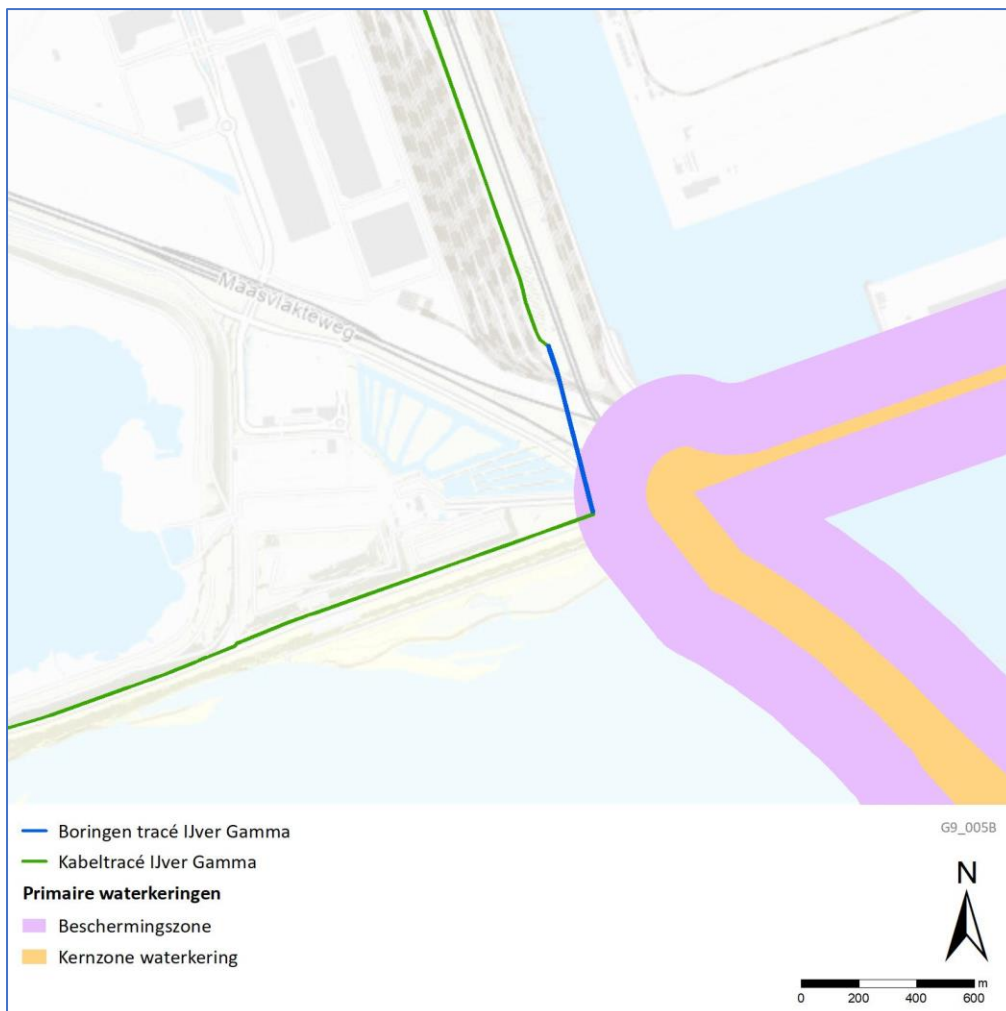 Maasvlakteweg
Boringen tracé IJver Gamma
Kabeltracé IJver Gamma
Primaire waterkeringen
Beschermingszone
Kernzone waterkering
G9_005B
N
m
0 200 400 600